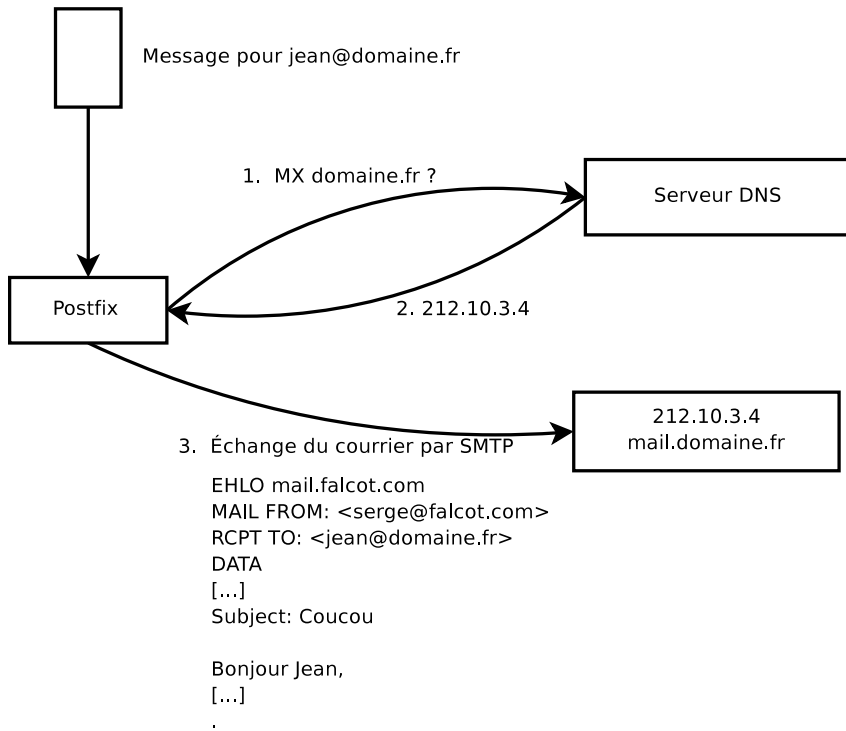 Message pour jean@domaine.fr
1. MX domaine.fr ?
Serveur DNS
Postfix
2. 212.10.3.4
212.10.3.4
mail.domaine.fr
3. Échange du courrier par SMTP
EHLO mail.falcot.com
MAIL FROM: <serge@falcot.com>
RCPT TO: <jean@domaine.fr>
DATA
[...]
Subject: Coucou
Bonjour Jean,
[...]
.